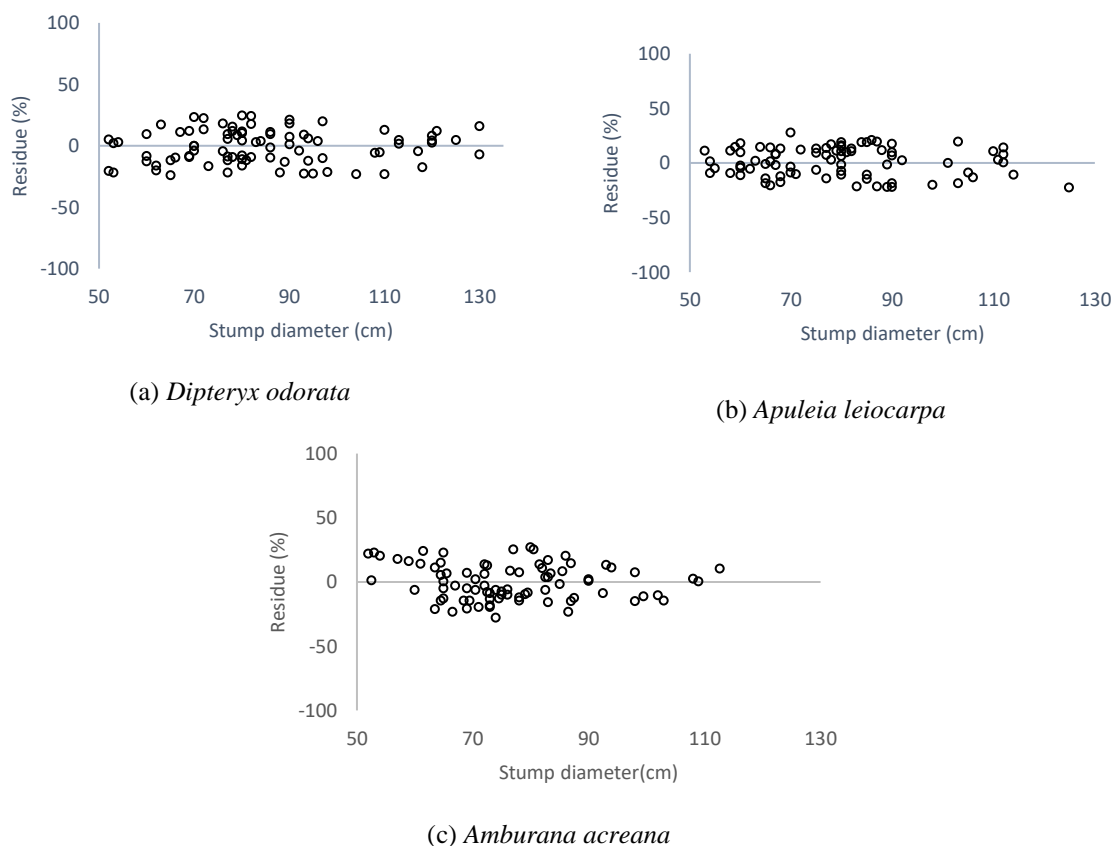 100
50
0
-50
-100
50 70 90 110 130
Residue (%)
Stump diameter (cm)
(a) Dipteryx odorata
100
50
0
-50
-100
50 70 90 110 130
Residue (%)
Stump diameter (cm)
(b) Apuleia leiocarpa
100
50
0
-50
-100
50 70 90 110 130
Residue (%)
Stump diameter(cm)
(c) Amburana acreana